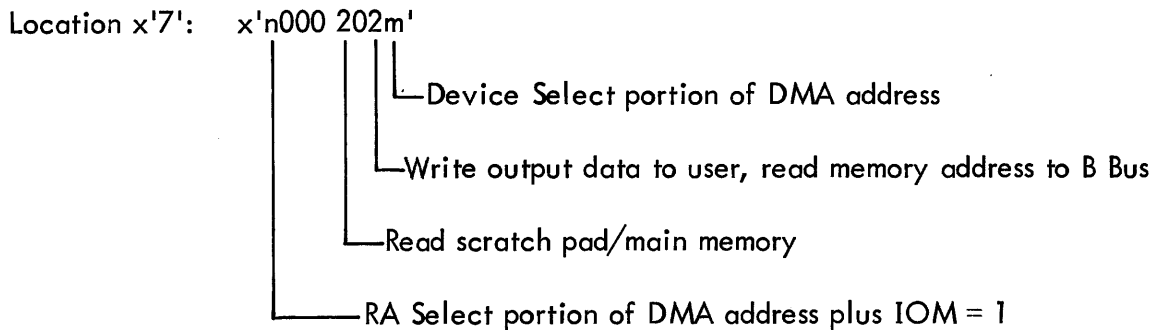 Location x'7': x'n000 202m'
Device Select portion of DMA address
Write output data to user, read memory address to B Bus
Read scratch pad/main memory
RA Select portion of DMA address plus IOM = 1